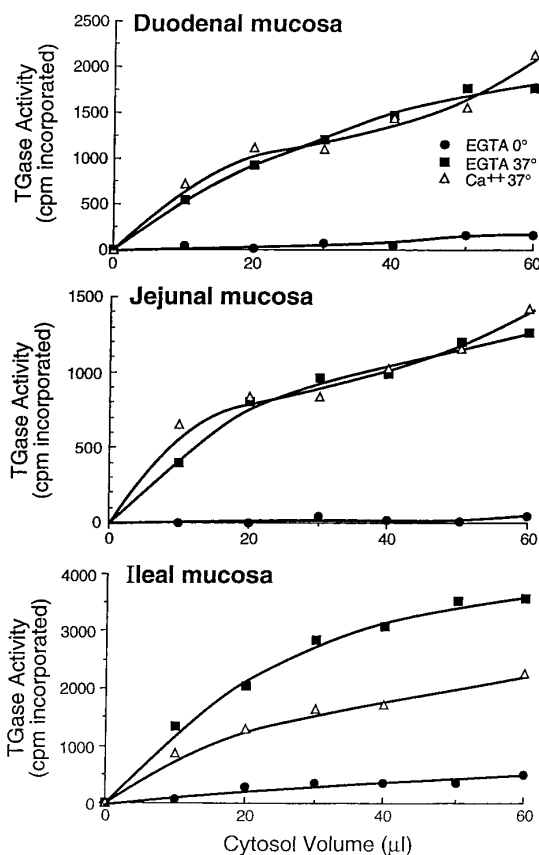 Duodenal mucosa
TGase Activity
(cpm incorporated)
2500
2000
1500
1000
500
0
0
20
40
60
● EGTA 0°
■ EGTA 37°
△ Ca++ 37°
Jejunal mucosa
TGase Activity
(cpm incorporated)
1500
1000
500
0
0
20
40
60
Ileal mucosa
TGase Activity
(cpm incorporated)
4000
3000
2000
1000
0
0
20
40
60
Cytosol Volume (μl)